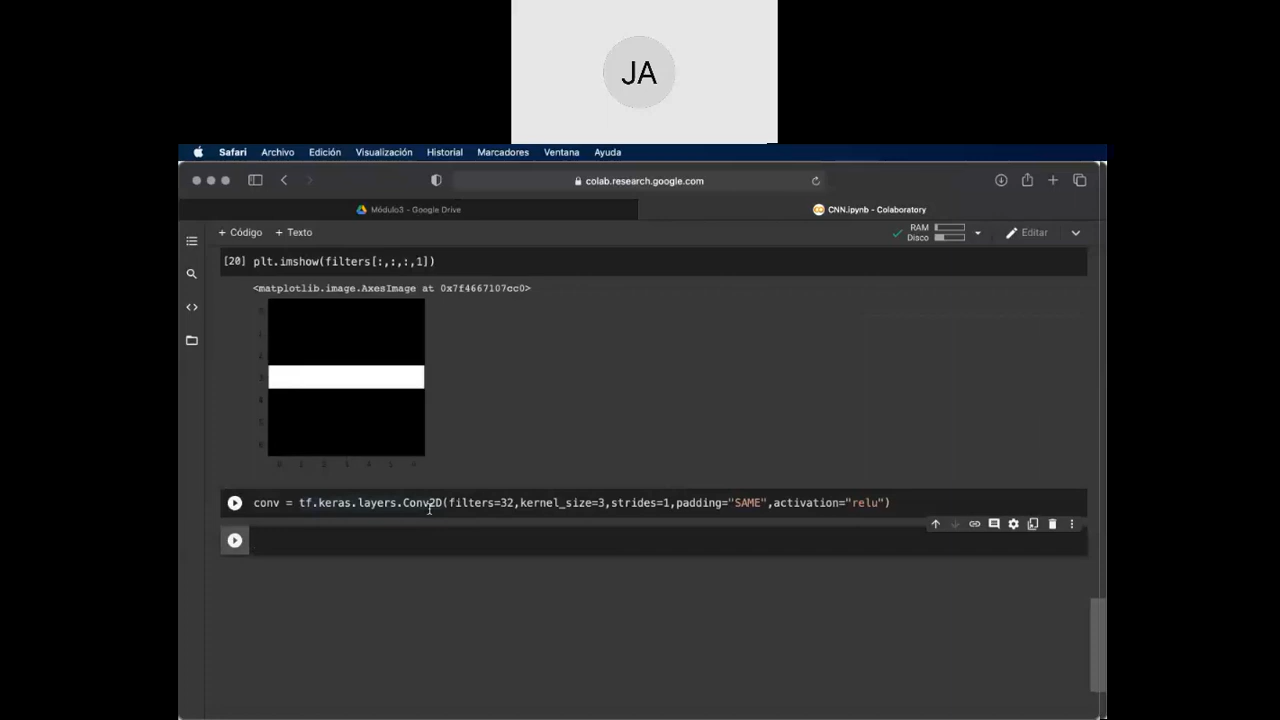 JA
Safari Archivo Edición Visualización Historial Marcadores Ventana Ayuda
colab.research.google.com
Módulo3 - Google Drive
CNN.ipynb - Colaboratory
+ Código + Texto
RAM
Disco
Editar
[20] plt.imshow(filters[:,:,:,1])
<matplotlib.image.AxesImage at 0x7f4667107cc0>
conv = tf.keras.layers.Conv2D(filters=32,kernel_size=3,strides=1,padding="SAME",activation="relu")